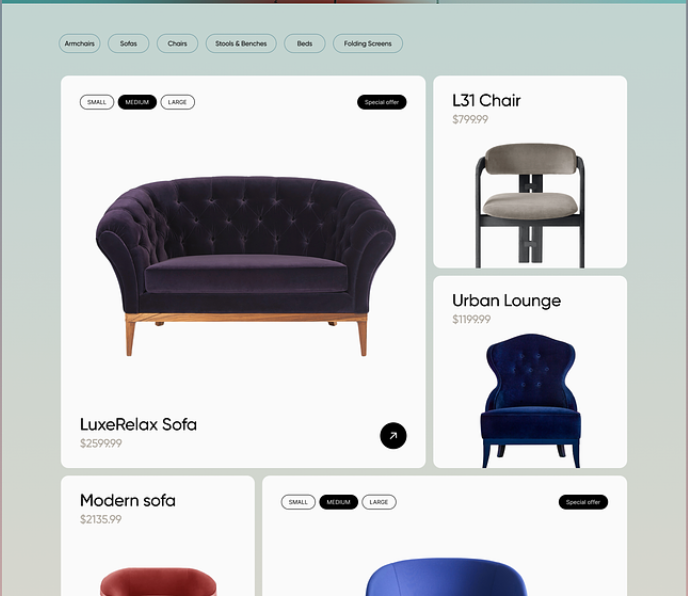 Armchairs
Sofas
Chairs
Stools & Benches
Beds
Folding Screens
SMALL
MEDIUM
LARGE
Special offer
LuxeRelax Sofa
$2599.99
L31 Chair
$799.99
Urban Lounge
$1199.99
Modern sofa
$2135.99
SMALL
MEDIUM
LARGE
Special offer